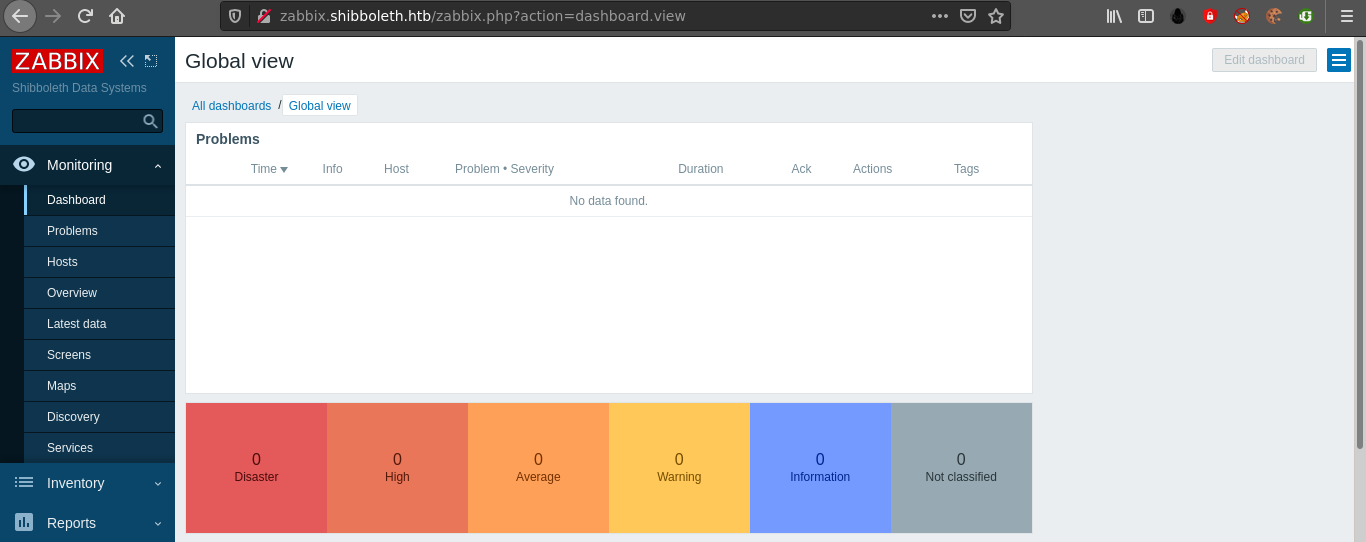 zabbix.shibboleth.htb/zabbix.php?action=dashboard.view
ZABBIX
Shibboleth Data Systems
Monitoring
Dashboard
Problems
Hosts
Overview
Latest data
Screens
Maps
Discovery
Services
Inventory
Reports
Global view
Edit dashboard
All dashboards / Global view
Problems
Time Info Host Problem • Severity Duration Ack Actions Tags
No data found.
0 0 0 0 0 0
Disaster High Average Warning Information Not classified